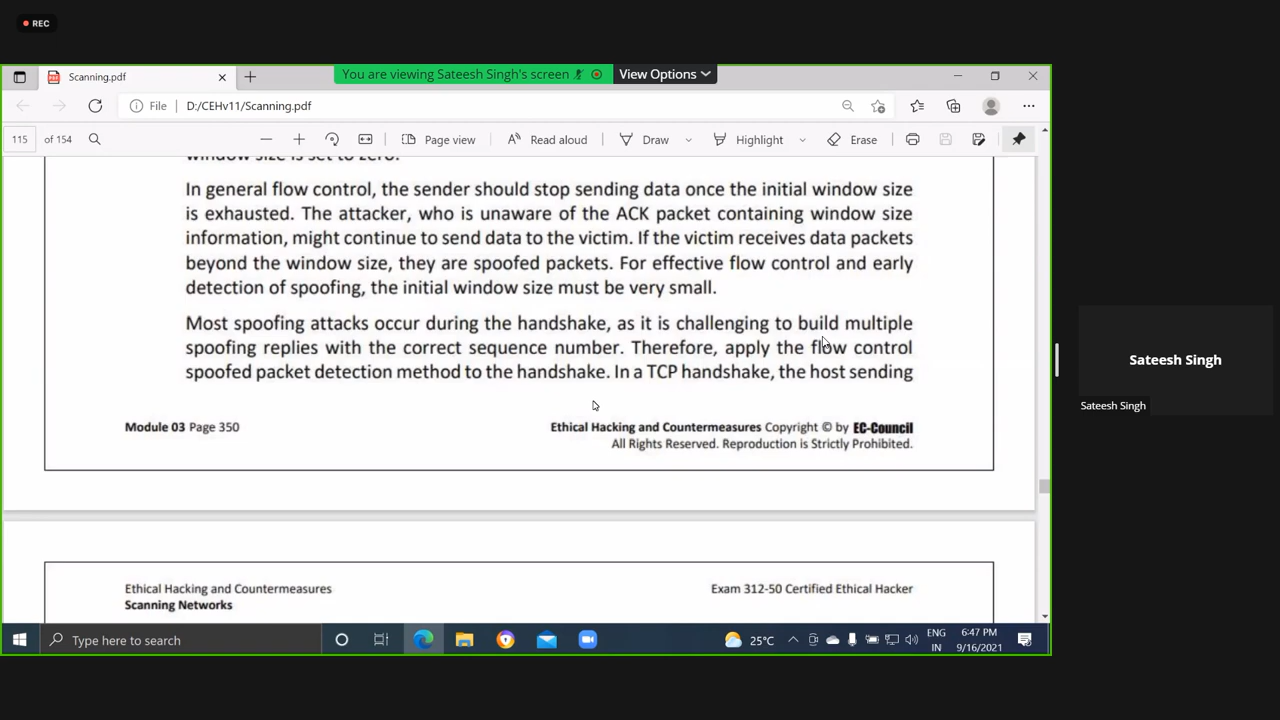 REC
Scanning.pdf
You are viewing Sateesh Singh's screen
View Options
File
D:/CEHv11/Scanning.pdf
115 of 154
Page view
Read aloud
Draw
Highlight
Erase
window size is set to zero.
In general flow control, the sender should stop sending data once the initial window size
is exhausted. The attacker, who is unaware of the ACK packet containing window size
information, might continue to send data to the victim. If the victim receives data packets
beyond the window size, they are spoofed packets. For effective flow control and early
detection of spoofing, the initial window size must be very small.
Most spoofing attacks occur during the handshake, as it is challenging to build multiple
spoofing replies with the correct sequence number. Therefore, apply the flow control
spoofed packet detection method to the handshake. In a TCP handshake, the host sending
Module 03 Page 350
Ethical Hacking and Countermeasures Copyright © by EC-Council
All Rights Reserved. Reproduction is Strictly Prohibited.
Ethical Hacking and Countermeasures
Scanning Networks
Exam 312-50 Certified Ethical Hacker
Sateesh Singh
Sateesh Singh
Type here to search
25°C
ENG
IN
6:47 PM
9/16/2021